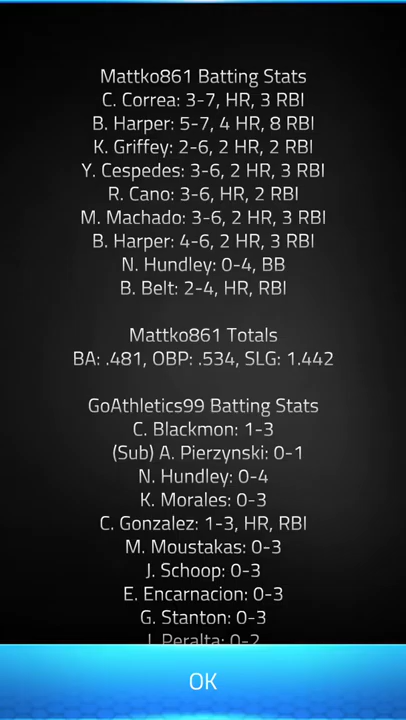 Mattko861 Batting Stats
C. Correa: 3-7, HR, 3 RBI
B. Harper: 5-7, 4 HR, 8 RBI
K. Griffey: 2-6, 2 HR, 2 RBI
Y. Cespedes: 3-6, 2 HR, 3 RBI
R. Cano: 3-6, HR, 2 RBI
M. Machado: 3-6, 2 HR, 3 RBI
B. Harper: 4-6, 2 HR, 3 RBI
N. Hundley: 0-4, BB
B. Belt: 2-4, HR, RBI
Mattko861 Totals
BA: .481, OBP: .534, SLG: 1.442
GoAthletics99 Batting Stats
C. Blackmon: 1-3
(Sub) A. Pierzynski: 0-1
N. Hundley: 0-4
K. Morales: 0-3
C. Gonzalez: 1-3, HR, RBI
M. Moustakas: 0-3
J. Schoop: 0-3
E. Encarnacion: 0-3
G. Stanton: 0-3
J. Peralta: 0-2
OK